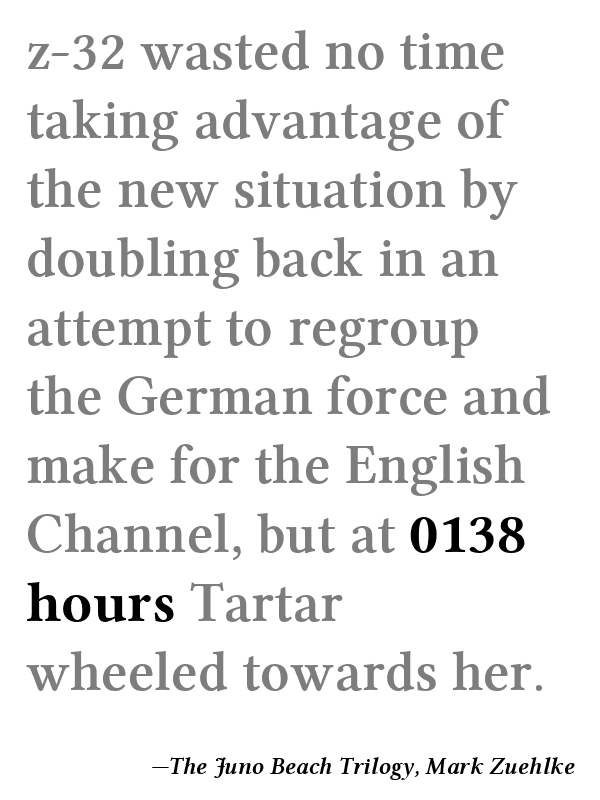 z-32 wasted no time
taking advantage of
the new situation by
doubling back in an
attempt to regroup
the German force and
make for the English
Channel, but at 0138
hours Tartar
wheeled towards her.
—The Juno Beach Trilogy, Mark Zuehlke